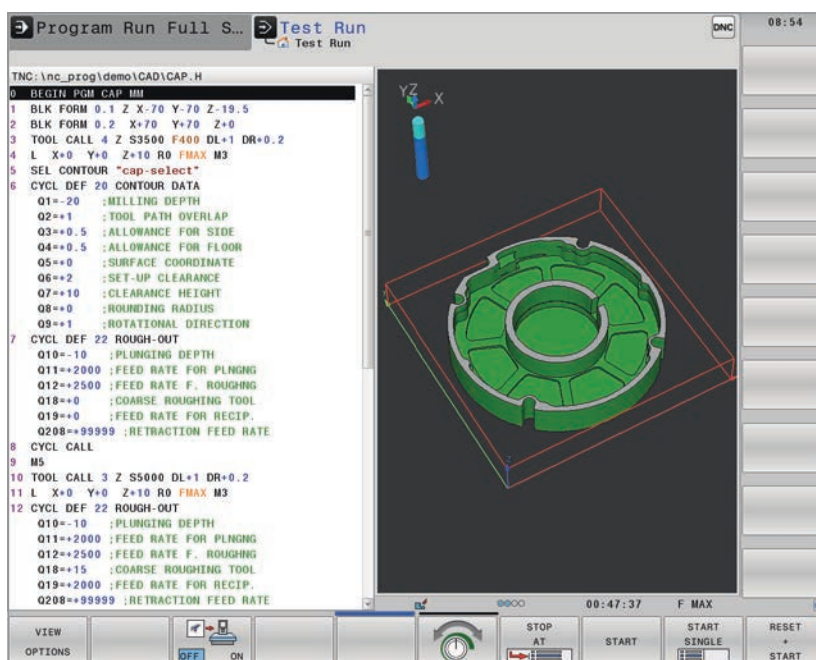 Program Run Full S... Test Run
Test Run
DNC
08:54
TNC:\nc_prog\demo\CAD\CAP.H
0 BEGIN PGM CAP MM
1 BLK FORM 0.1 Z X-70 Y-70 Z-19.5
2 BLK FORM 0.2 X+70 Y+70 Z+0
3 TOOL CALL 4 Z S3500 F400 DL+1 DR+0.2
4 L X+0 Y+0 Z+10 R0 FMAX M3
5 SEL CONTOUR "cap-select"
6 CYCL DEF 20 CONTOUR DATA
Q1=-20 ;MILLING DEPTH
Q2=+1 ;TOOL PATH OVERLAP
Q3=+0.5 ;ALLOWANCE FOR SIDE
Q4=+0.5 ;ALLOWANCE FOR FLOOR
Q5=+0 ;SURFACE COORDINATE
Q6=+2 ;SET-UP CLEARANCE
Q7=+10 ;CLEARANCE HEIGHT
Q8=+0 ;ROUNDING RADIUS
Q9=+1 ;ROTATIONAL DIRECTION
7 CYCL DEF 22 ROUGH-OUT
Q10=-10 ;PLUNGING DEPTH
Q11=+2000 ;FEED RATE FOR PLNGNG
Q12=+2500 ;FEED RATE F. ROUGHNG
Q18=+0 ;COARSE ROUGHING TOOL
Q19=+0 ;FEED RATE FOR RECIP.
Q208=+99999 ;RETRACTION FEED RATE
8 CYCL CALL
9 M5
10 TOOL CALL 3 Z S5000 DL+1 DR+0.2
11 L X+0 Y+0 Z+10 R0 FMAX M3
12 CYCL DEF 22 ROUGH-OUT
Q10=-10 ;PLUNGING DEPTH
Q11=+2000 ;FEED RATE FOR PLNGNG
Q12=+2500 ;FEED RATE F. ROUGHNG
Q18=+15 ;COARSE ROUGHING TOOL
Q19=+2000 ;FEED RATE FOR RECIP.
Q208=+99999 ;RETRACTION FEED RATE
YZ X
Z
00:47:37 F MAX
VIEW
OPTIONS
OFF ON
STOP
AT
START
START
SINGLE
RESET
+
START